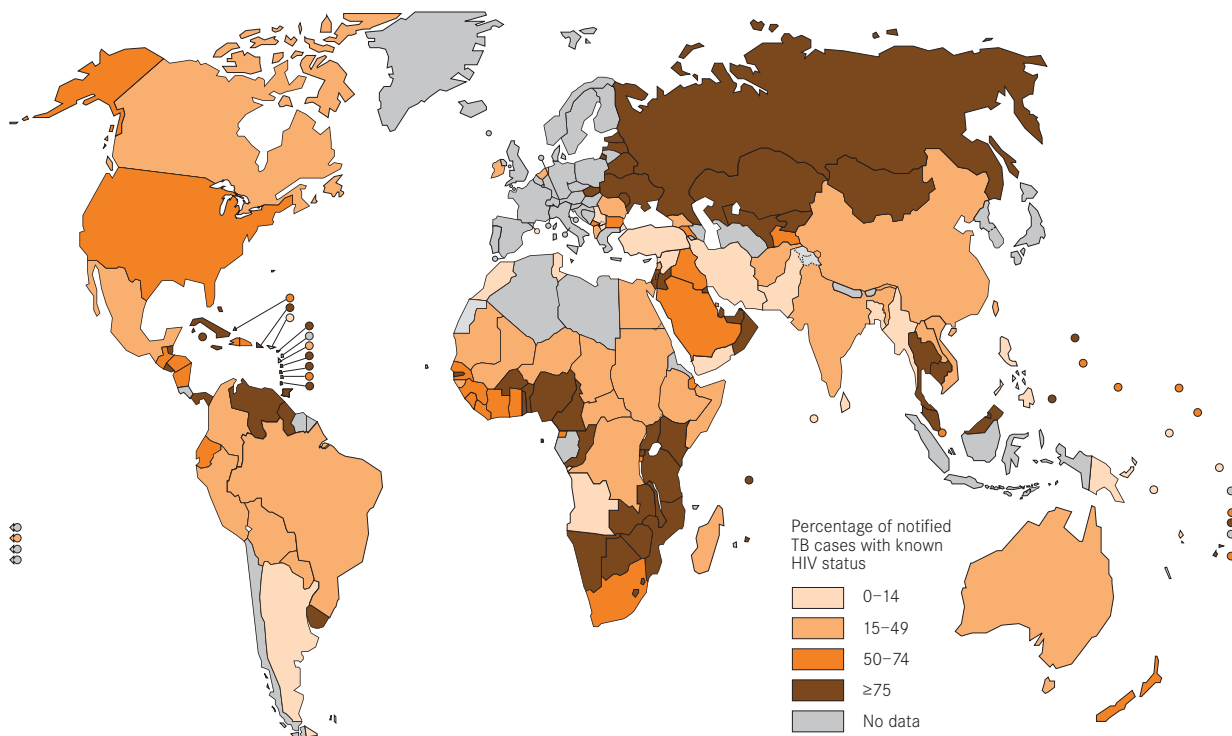 Percentage of notified
TB cases with known
HIV status
0–14
15–49
50–74
≥75
No data